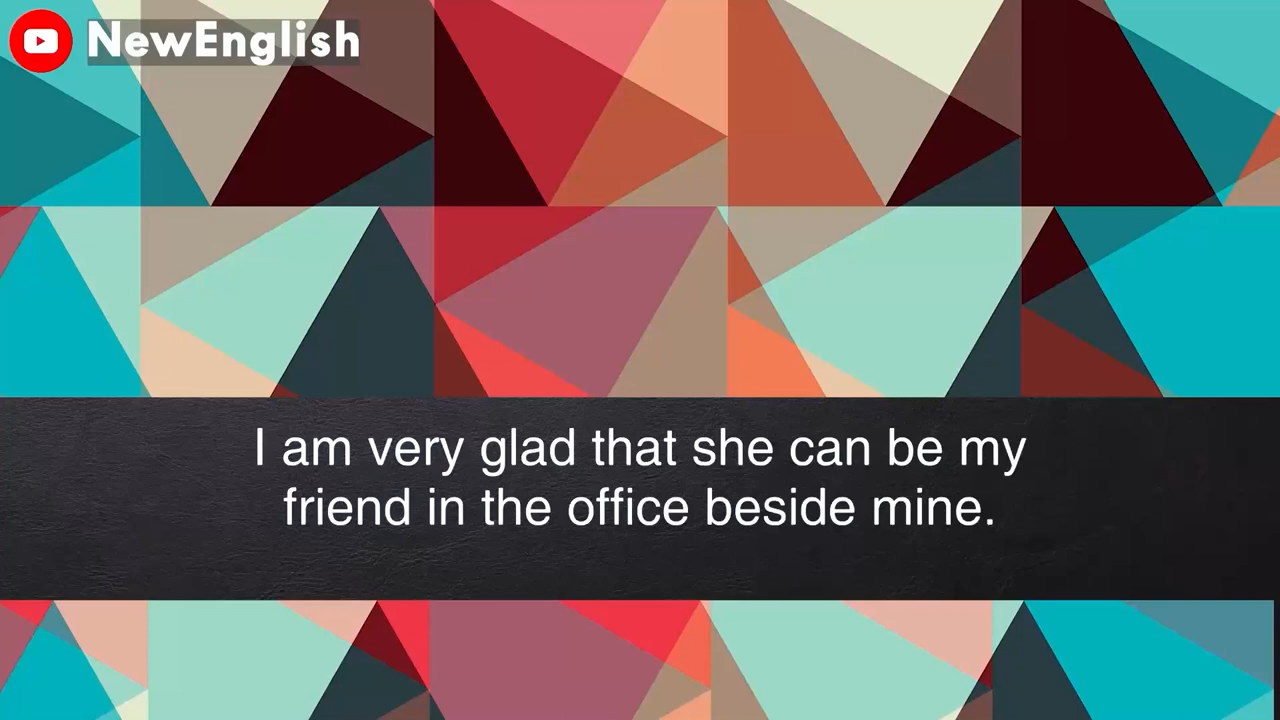 NewEnglish
I am very glad that she can be my
friend in the office beside mine.